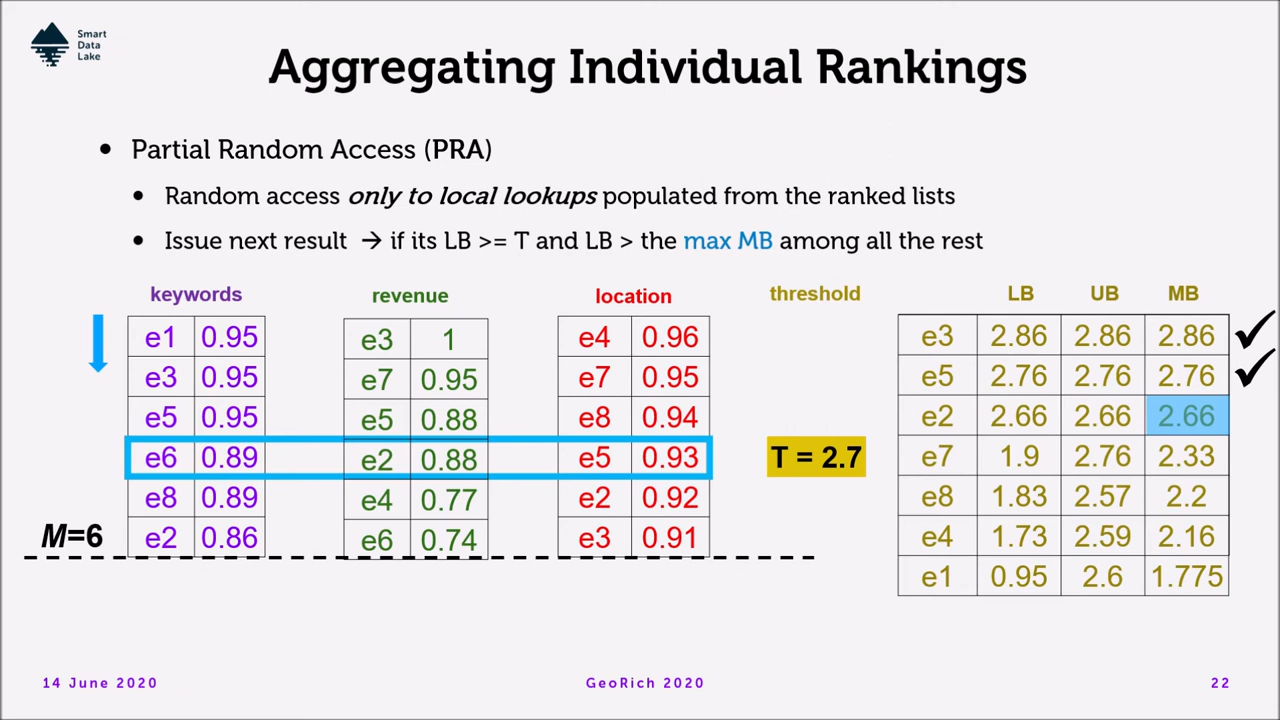 Smart
Data
Lake
Aggregating Individual Rankings
• Partial Random Access (PRA)
• Random access only to local lookups populated from the ranked lists
• Issue next result → if its LB >= T and LB > the max MB among all the rest
keywords revenue location threshold LB UB MB
e1 0.95 e3 1 e4 0.96 e3 2.86 2.86 2.86 ✓
e3 0.95 e7 0.95 e7 0.95 e5 2.76 2.76 2.76 ✓
e5 0.95 e5 0.88 e8 0.94 e2 2.66 2.66 2.66
e6 0.89 e2 0.88 e5 0.93 T = 2.7 e7 1.9 2.76 2.33
e8 0.89 e4 0.77 e2 0.92 e8 1.83 2.57 2.2
M=6 e2 0.86 e6 0.74 e3 0.91 e4 1.73 2.59 2.16
e1 0.95 2.6 1.775
14 June 2020 GeoRich 2020 22